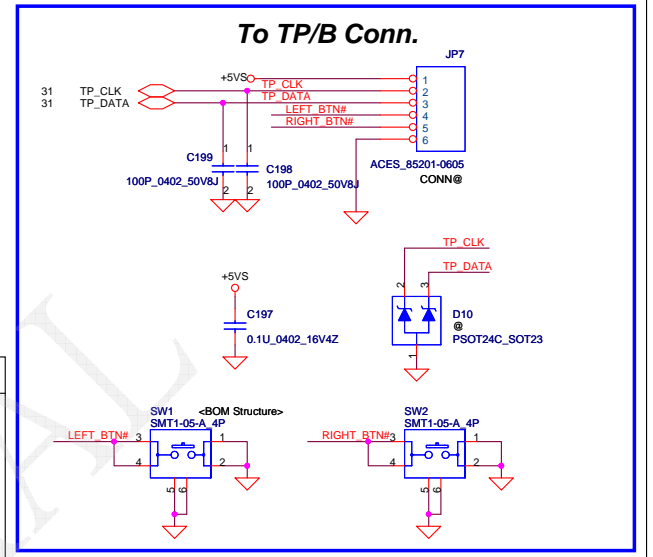 To TP/B Conn.
JP7
+5VS
1
31 TP_CLK
TP_CLK
2
31 TP_DATA
TP_DATA
3
LEFT_BTN#
4
RIGHT_BTN#
5
6
1
1
C199
C198
ACES_85201-0605
CONN@
100P_0402_50V8J
100P_0402_50V8J
2
2
TP_CLK
TP_DATA
+5VS
2
3
C197
0.1U_0402_16V4Z
D10
@
PSOT24C_SOT23
1
SW1
<BOM Structure>
SMT1-05-A_4P
LEFT_BTN#
3
1
4
2
5
6
SW2
SMT1-05-A_4P
RIGHT_BTN#
3
1
4
2
5
6
AL